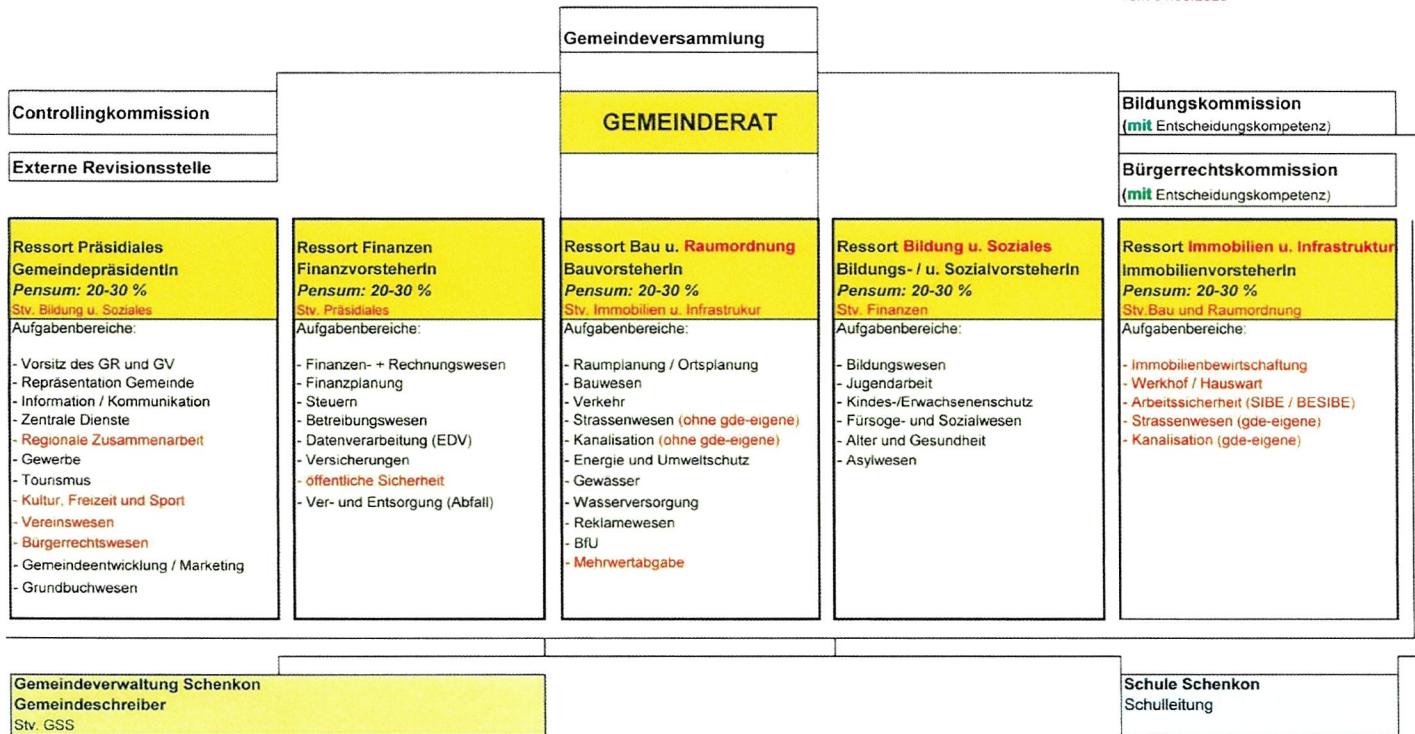 Gemeindeversammlung
Controllingkommission
GEMEINDERAT
Bildungskommission
(mit Entscheidungskompetenz)
Externe Revisionsstelle
Bürgerrechtskommission
(mit Entscheidungskompetenz)
Ressort Präsidiales
GemeindepräsidentIn
Pensum: 20-30 %
Stv. Bildung u. Soziales
Aufgabenbereiche:
- Vorsitz des GR und GV
- Repräsentation Gemeinde
- Information / Kommunikation
- Zentrale Dienste
- Regionale Zusammenarbeit
- Gewerbe
- Tourismus
- Kultur, Freizeit und Sport
- Vereinswesen
- Bürgerrechtswesen
- Gemeindeentwicklung / Marketing
- Grundbuchwesen
Ressort Finanzen
FinanzvorsteherIn
Pensum: 20-30 %
Stv. Präsidiales
Aufgabenbereiche:
- Finanzen- + Rechnungswesen
- Finanzplanung
- Steuern
- Betreibungswesen
- Datenverarbeitung (EDV)
- Versicherungen
- öffentliche Sicherheit
- Ver- und Entsorgung (Abfall)
Ressort Bau u. Raumordnung
BauvorsteherIn
Pensum: 20-30 %
Stv. Immobilien u. Infrastrukur
Aufgabenbereiche:
- Raumplanung / Ortsplanung
- Bauwesen
- Verkehr
- Strassenwesen (ohne gde-eigene)
- Kanalisation (ohne gde-eigene)
- Energie und Umweltschutz
- Gewässer
- Wasserversorgung
- Reklamewesen
- BfU
- Mehrwertabgabe
Ressort Bildung u. Soziales
Bildungs- / u. SozialvorsteherIn
Pensum: 20-30 %
Stv. Finanzen
Aufgabenbereiche:
- Bildungswesen
- Jugendarbeit
- Kindes-/Erwachsenenschutz
- Fürsoge- und Sozialwesen
- Alter und Gesundheit
- Asylwesen
Ressort Immobilien u. Infrastruktur
ImmobilienvorsteherIn
Pensum: 20-30 %
Stv.Bau und Raumordnung
Aufgabenbereiche:
- Immobilienbewirtschaftung
- Werkhof / Hauswart
- Arbeitssicherheit (SIBE / BESIBE)
- Strassenwesen (gde-eigene)
- Kanalisation (gde-eigene)
Gemeindeverwaltung Schenkon
Gemeindeschreiber
Stv. GSS
Schule Schenkon
Schulleitung